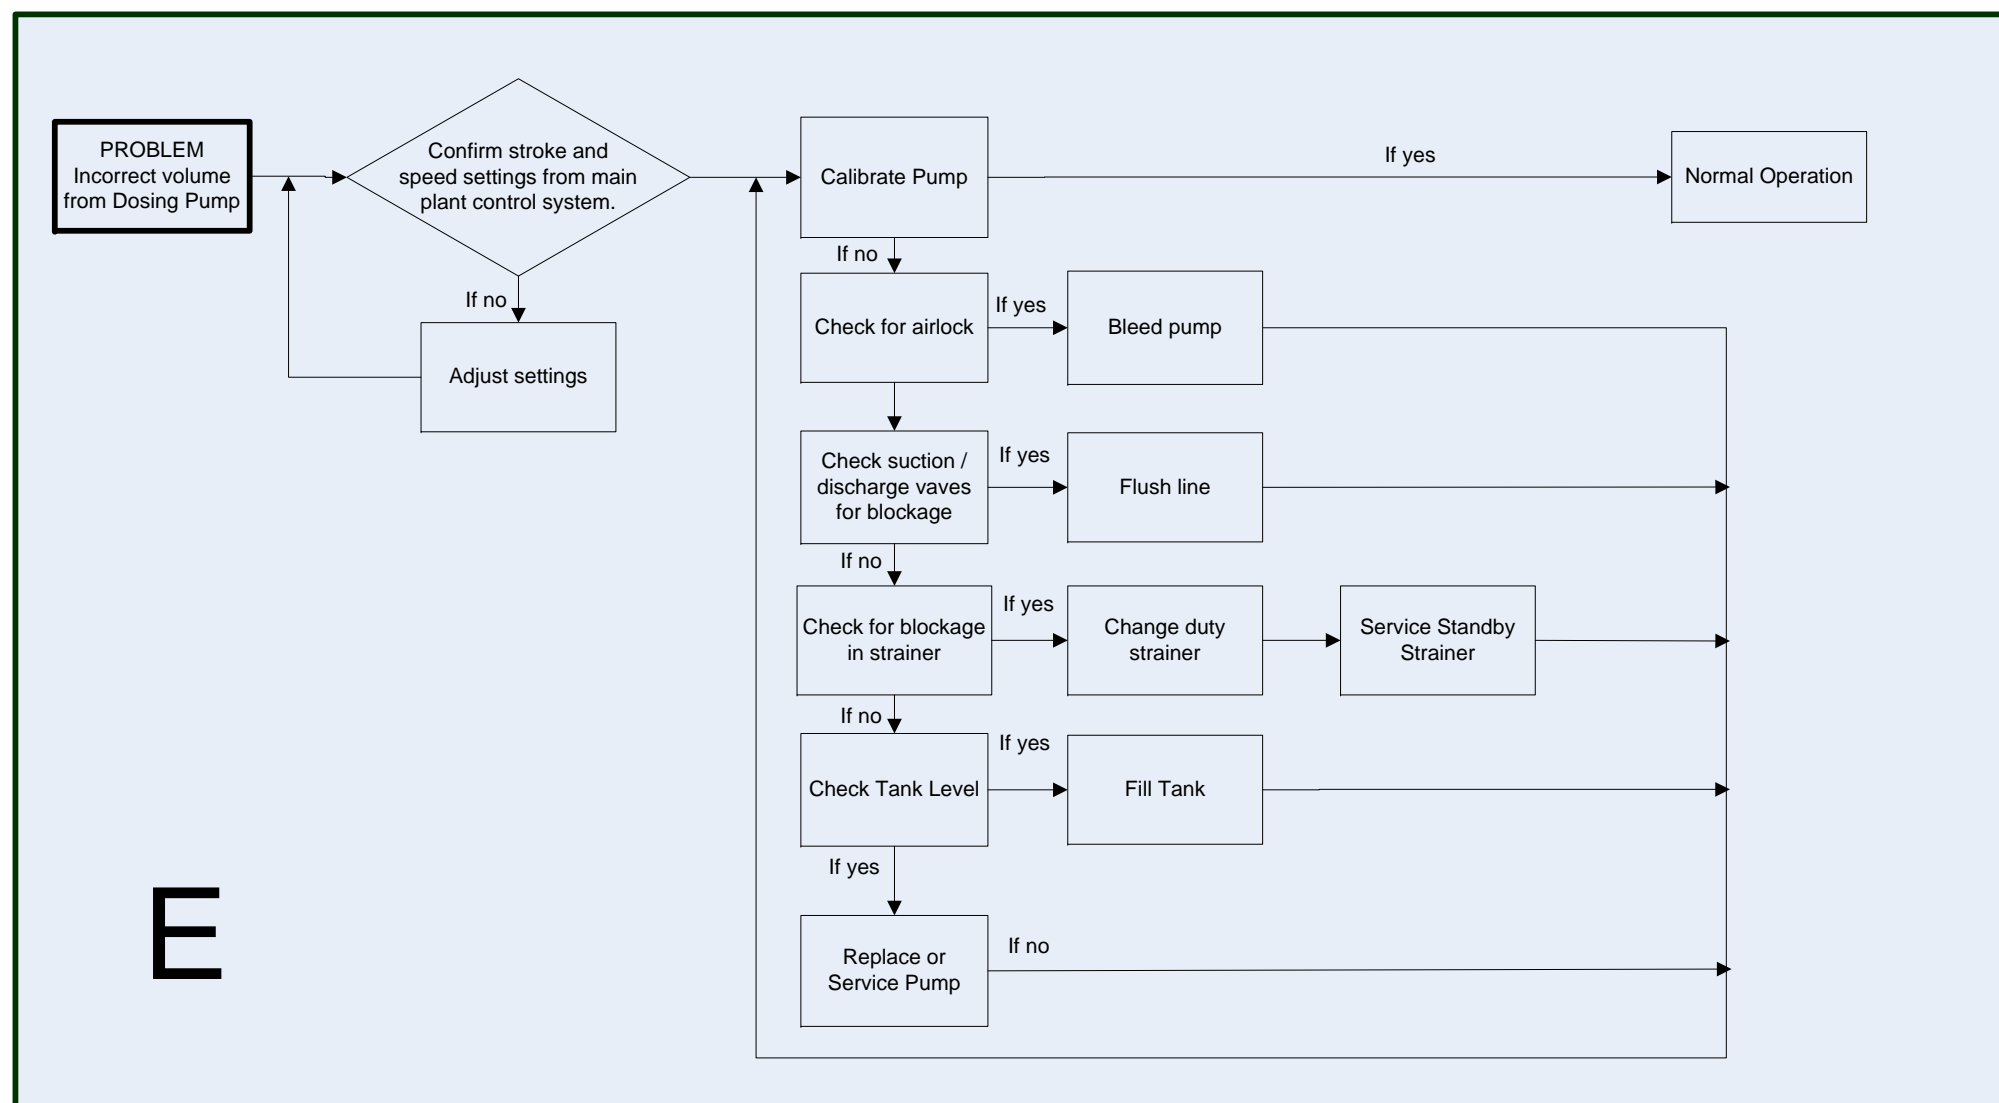 PROBLEM
Incorrect volume
from Dosing Pump
Confirm stroke and
speed settings from main
plant control system.
If no
Adjust settings
Calibrate Pump
If yes
Normal Operation
If no
Check for airlock
If yes
Bleed pump
Check suction /
discharge vaves
for blockage
If yes
Flush line
If no
Check for blockage
in strainer
If yes
Change duty
strainer
Service Standby
Strainer
If no
Check Tank Level
If yes
Fill Tank
If yes
Replace or
Service Pump
If no
E